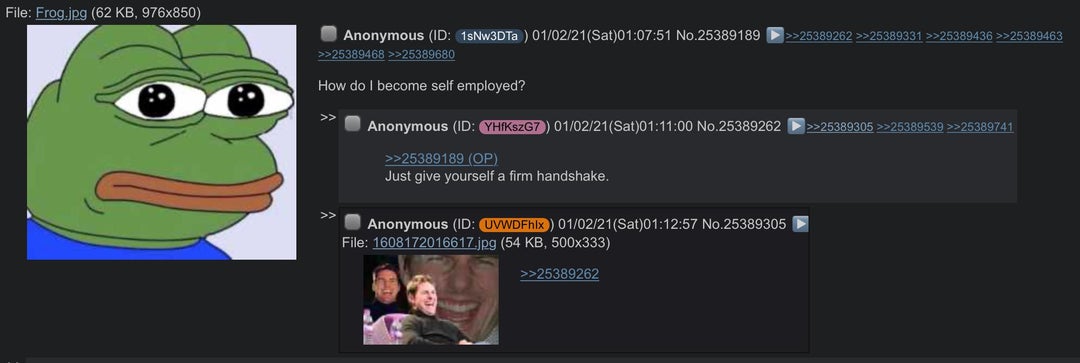 File: Frog.jpg (62 KB, 976x850)
Anonymous (ID: 1sNw3DTa) 01/02/21(Sat)01:07:51 No.25389189 >>25389262 >>25389331 >>25389436 >>25389463
>>25389468 >>25389680
How do I become self employed?
>> Anonymous (ID: YHfKszG7) 01/02/21(Sat)01:11:00 No.25389262 >>25389305 >>25389539 >>25389741
>>25389189 (OP)
Just give yourself a firm handshake.
>> Anonymous (ID: UVWDFhIx) 01/02/21(Sat)01:12:57 No.25389305
File: 1608172016617.jpg (54 KB, 500x333)
>>25389262